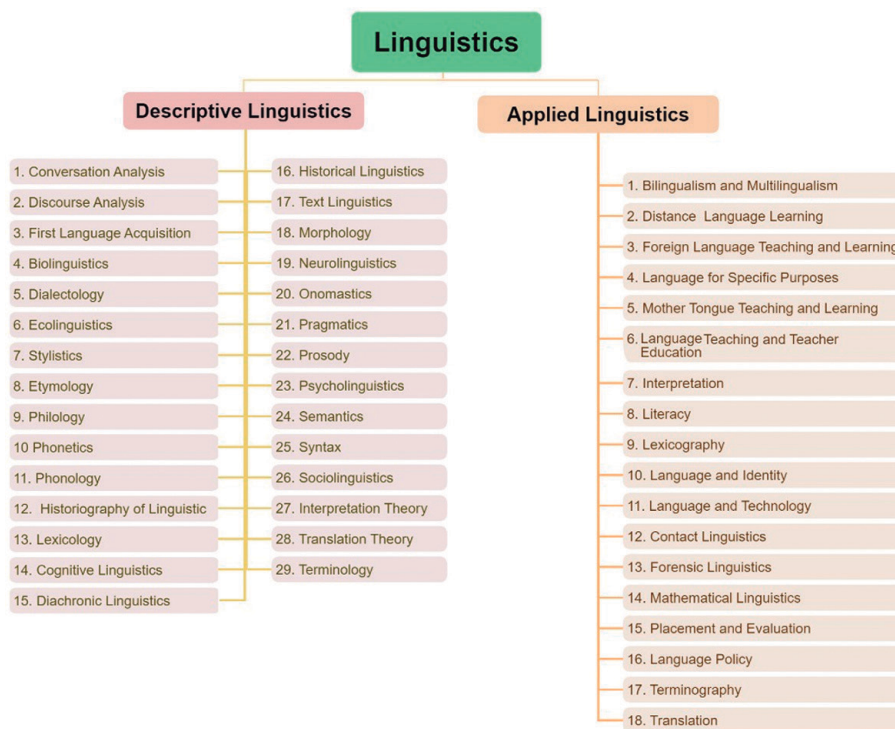 Linguistics
Descriptive Linguistics
1. Conversation Analysis
2. Discourse Analysis
3. First Language Acquisition
4. Biolinguistics
5. Dialectology
6. Ecolinguistics
7. Stylistics
8. Etymology
9. Philology
10 Phonetics
11. Phonology
12. Historiography of Linguistic
13. Lexicology
14. Cognitive Linguistics
15. Diachronic Linguistics
16. Historical Linguistics
17. Text Linguistics
18. Morphology
19. Neurolinguistics
20. Onomastics
21. Pragmatics
22. Prosody
23. Psycholinguistics
24. Semantics
25. Syntax
26. Sociolinguistics
27. Interpretation Theory
28. Translation Theory
29. Terminology
Applied Linguistics
1. Bilingualism and Multilingualism
2. Distance Language Learning
3. Foreign Language Teaching and Learning
4. Language for Specific Purposes
5. Mother Tongue Teaching and Learning
6. Language Teaching and Teacher
Education
7. Interpretation
8. Literacy
9. Lexicography
10. Language and Identity
11. Language and Technology
12. Contact Linguistics
13. Forensic Linguistics
14. Mathematical Linguistics
15. Placement and Evaluation
16. Language Policy
17. Terminography
18. Translation